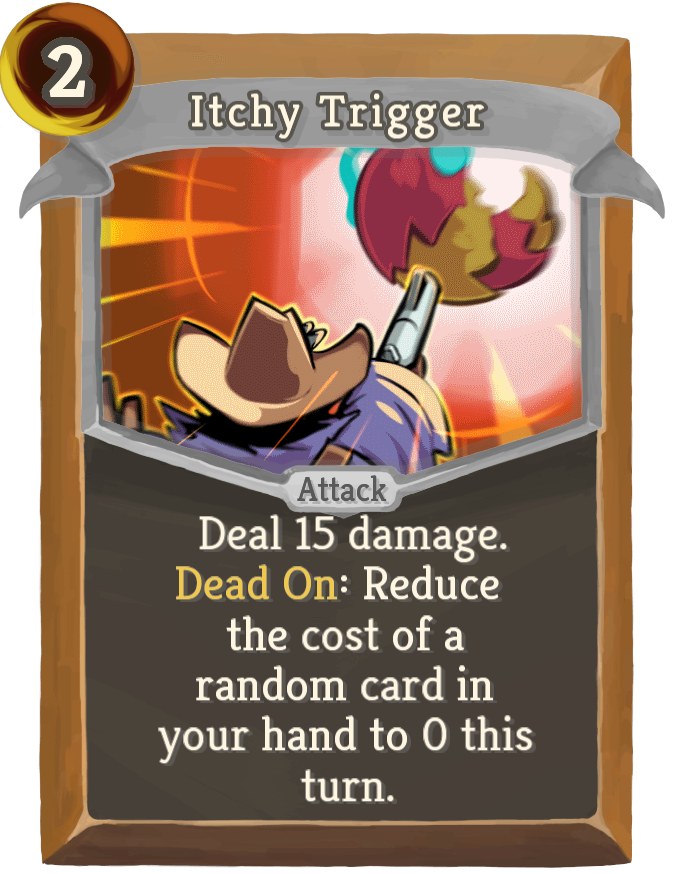 2
Itchy Trigger
Attack
Deal 15 damage.
Dead On: Reduce
the cost of a
random card in
your hand to 0 this
turn.